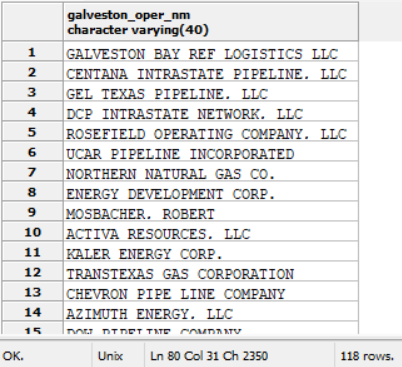 galveston_oper_nm
character varying(40)
1 GALVESTON BAY REF LOGISTICS LLC
2 CENTANA INTRASTATE PIPELINE. LLC
3 GEL TEXAS PIPELINE. LLC
4 DCP INTRASTATE NETWORK. LLC
5 ROSEFIELD OPERATING COMPANY. LLC
6 UCAR PIPELINE INCORPORATED
7 NORTHERN NATURAL GAS CO.
8 ENERGY DEVELOPMENT CORP.
9 MOSBACHER. ROBERT
10 ACTIVA RESOURCES. LLC
11 KALER ENERGY CORP.
12 TRANSTEXAS GAS CORPORATION
13 CHEVRON PIPE LINE COMPANY
14 AZIMUTH ENERGY. LLC
15 DOW PIPELINE COMPANY
OK. Unix Ln 80 Col 31 Ch 2350 118 rows.